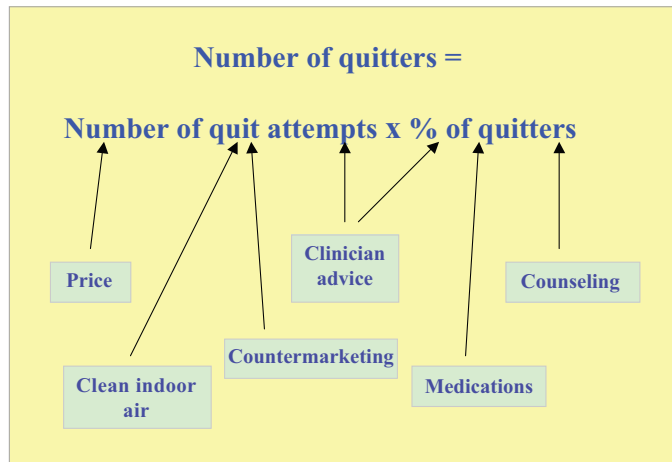 Number of quitters =
Number of quit attempts x % of quitters
Price
Clinician
advice
Counseling
Countermarketing
Clean indoor
air
Medications